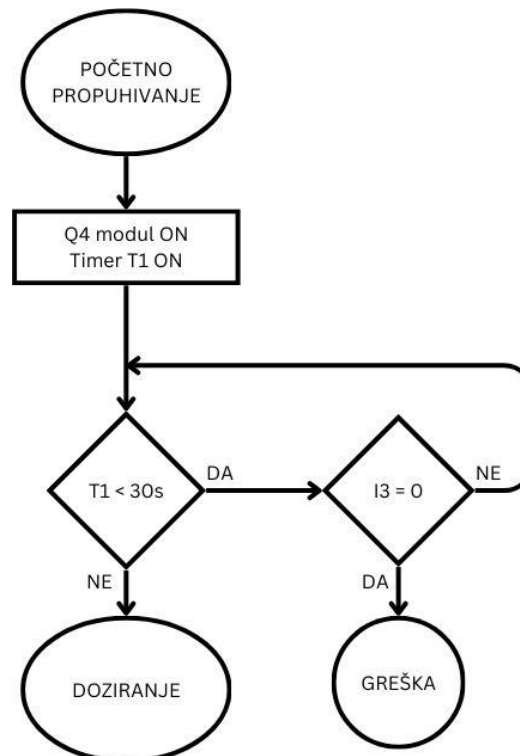 POČETNO
PROPUHIVANJE
Q4 modul ON
Timer T1 ON
T1 < 30s
DA
I3 = 0
NE
NE
DA
DOZIRANJE
GREŠKA